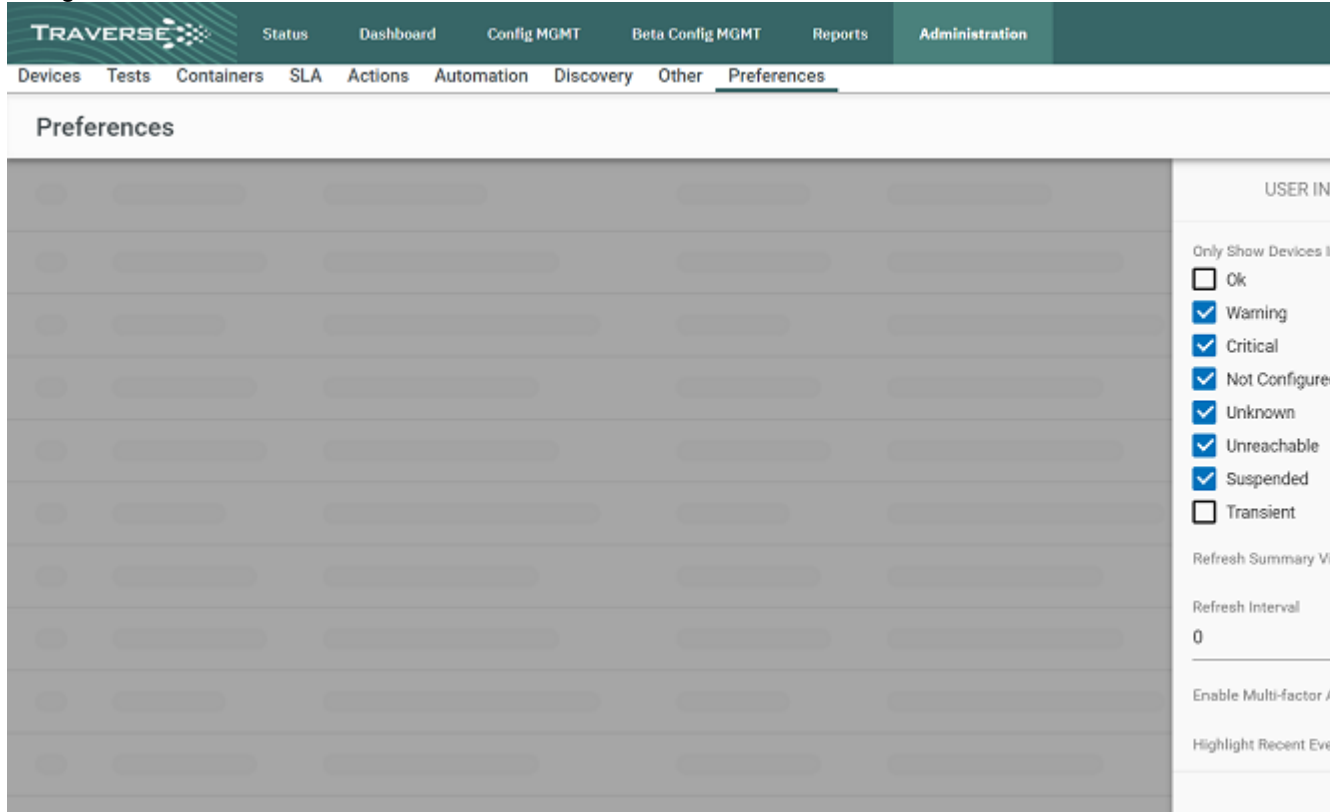 TRAVERSE Status Dashboard Config MGMT Beta Config MGMT Reports Administration
Devices Tests Containers SLA Actions Automation Discovery Other Preferences
Preferences
USER IN
Only Show Devices I
Ok
Warning
Critical
Not Configure
Unknown
Unreachable
Suspended
Transient
Refresh Summary Vi
Refresh Interval
0
Enable Multi-factor A
Highlight Recent Eve